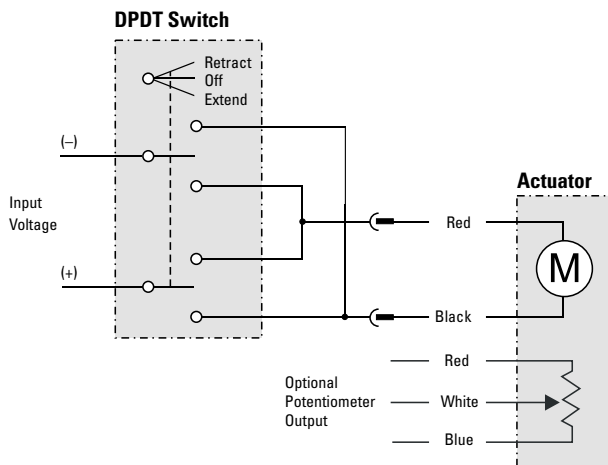 DPDT Switch
Retract
Off
Extend
(–)
Input
Voltage
(+)
Actuator
Red
M
Black
Red
Optional
Potentiometer
Output
White
Blue